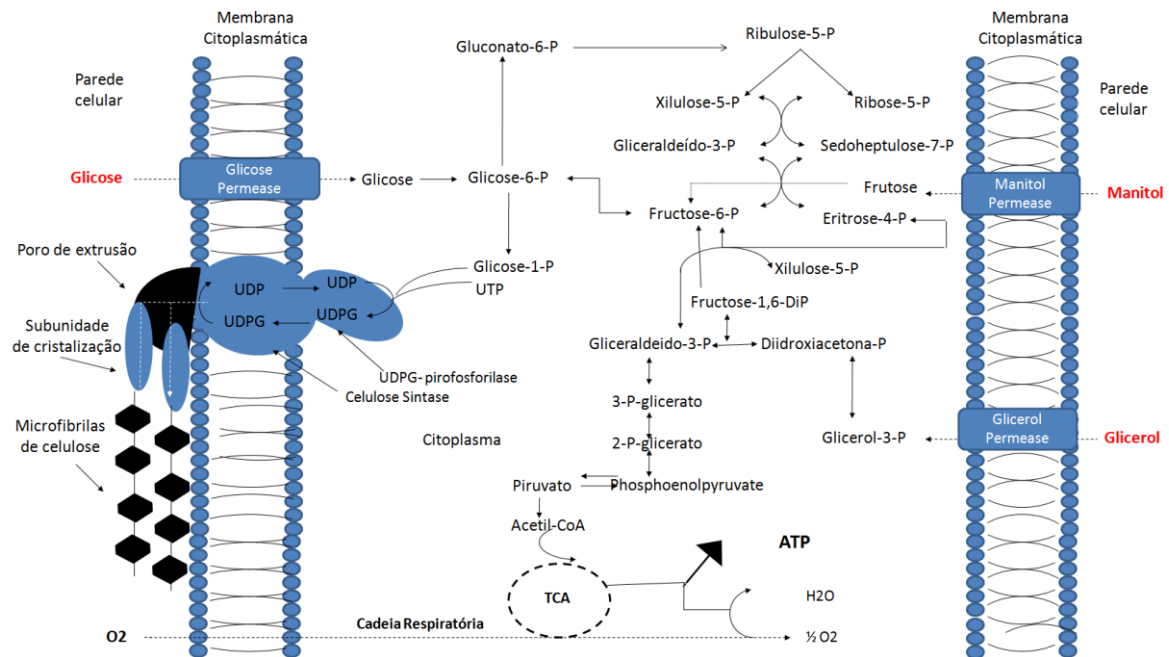 Membrana
Citoplasmática
Parede
celular
Gluconato-6-P
Ribulose-5-P
Membrana
Citoplasmática
Parede
celular
Xilulose-5-P
Ribose-5-P
Gliceraldeído-3-P
Sedoheptulose-7-P
Glicose
Glicose
Permease
Glicose
Glicose-6-P
Frutose
Manitol
Permease
Manitol
Fructose-6-P
Eritrose-4-P
Poro de extrusão
Glicose-1-P
UTP
Xilulose-5-P
UDP
UDP
UDPG
UDPG
Fructose-1,6-DiP
Subunidade
de cristalização
Gliceraldeido-3-P
Diidroxiacetona-P
UDPG- pirofosforilase
Celulose Sintase
3-P-glicerato
Microfibrilas
de celulose
Citoplasma
2-P-glicerato
Glicerol-3-P
Glicerol
Permease
Glicerol
Piruvato
Phosphoenolpyruvate
Acetil-CoA
ATP
TCA
H2O
O2
Cadeia Respiratória
½ O2